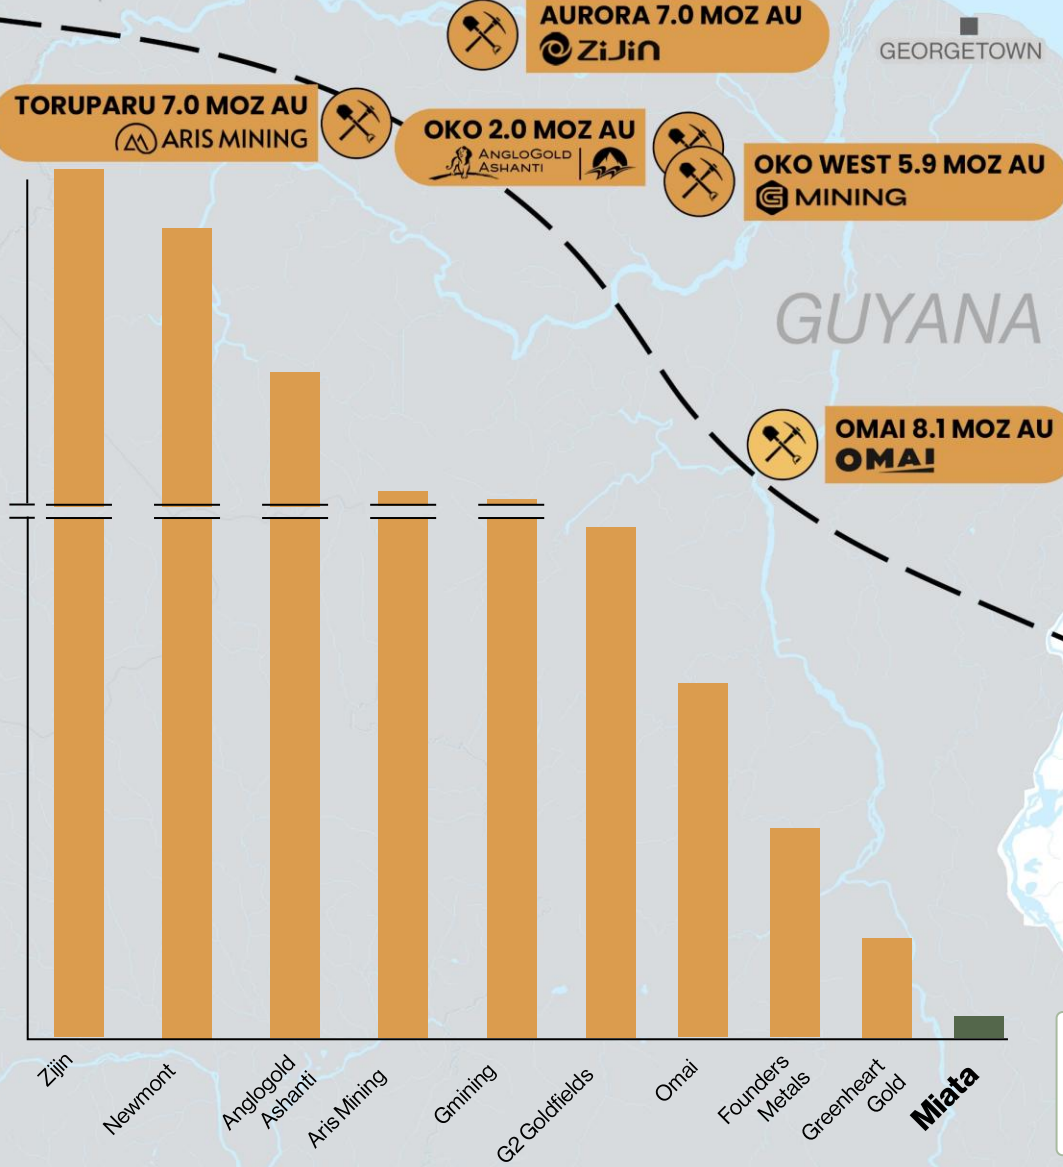 AURORA 7.0 MOZ AU
ZiJin
GEORGETOWN
TORUPARU 7.0 MOZ AU
ARIS MINING
OKO 2.0 MOZ AU
ANGLOGOLD
ASHANTI
OKO WEST 5.9 MOZ AU
G MINING
GUYANA
OMAI 8.1 MOZ AU
OMAI
Zijin
Newmont
Anglogold
Ashanti
Aris Mining
Gmining
G2 Goldfields
Omai
Founders
Metals
Greenheart
Gold
Miata